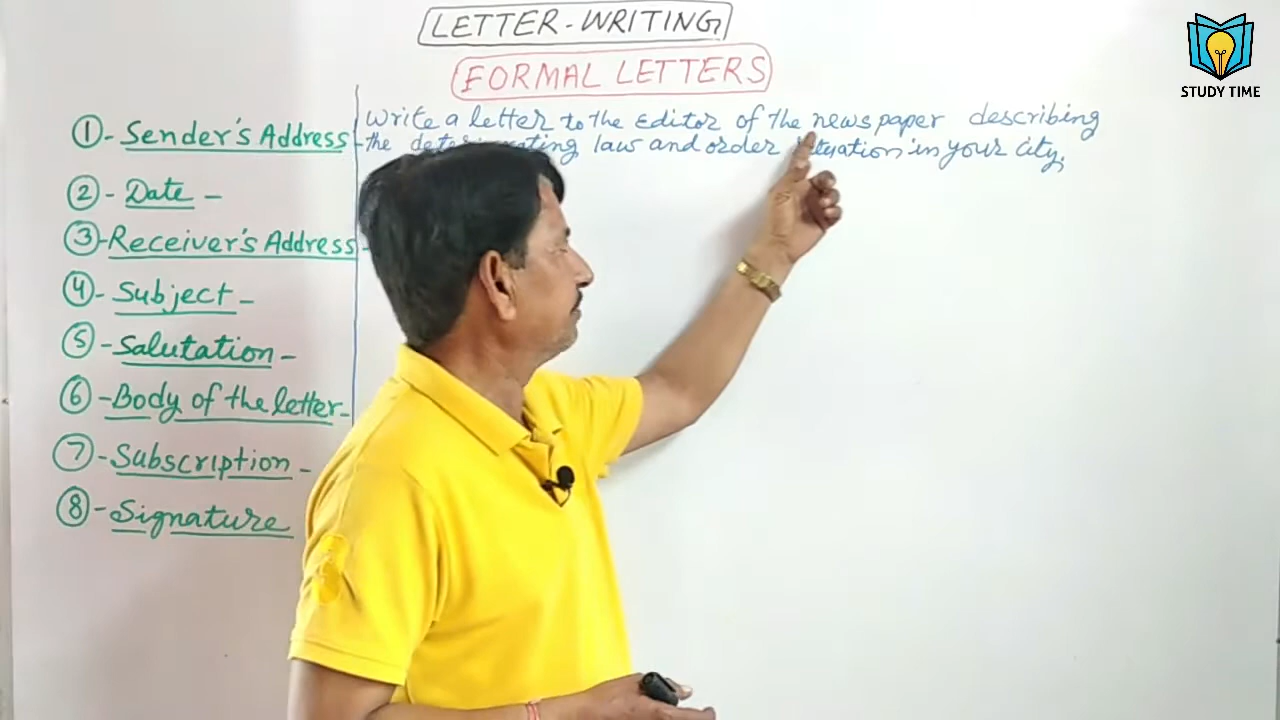 LETTER-WRITING
FORMAL LETTERS
STUDY TIME
① - Sender's Address -
② - Date -
③ - Receiver's Address -
④ - Subject -
⑤ - Salutation -
⑥ - Body of the letter -
⑦ - Subscription -
⑧ - Signature
Write a letter to the Editor of the newspaper describing
the law and order situation in your city.